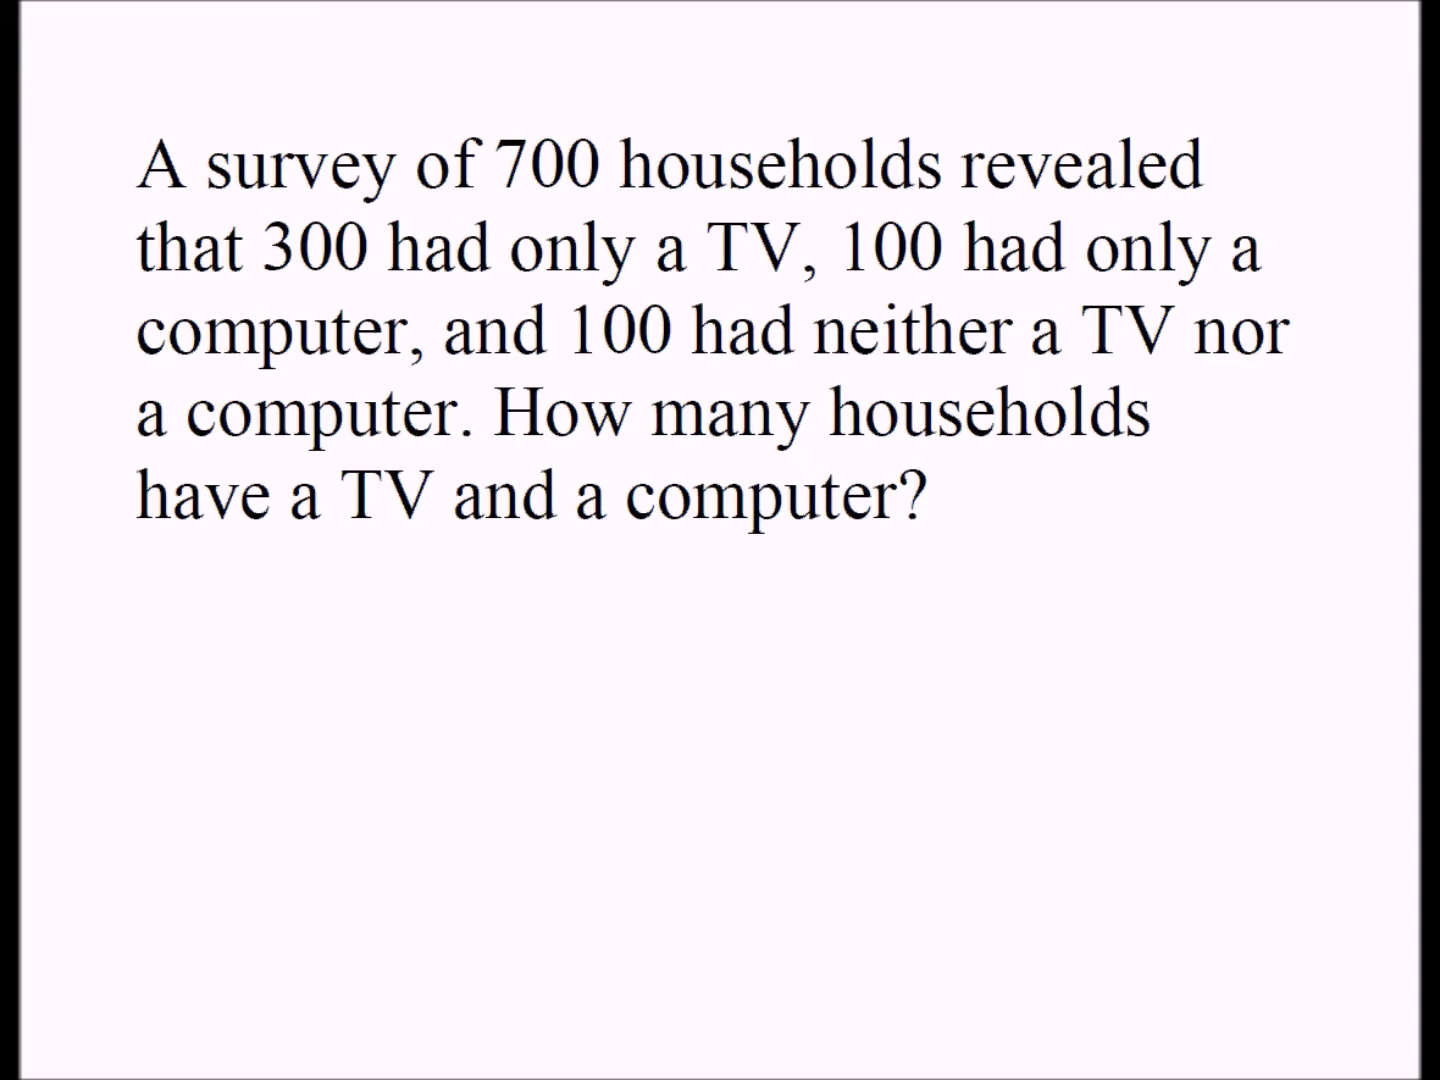 A survey of 700 households revealed
that 300 had only a TV, 100 had only a
computer, and 100 had neither a TV nor
a computer. How many households
have a TV and a computer?